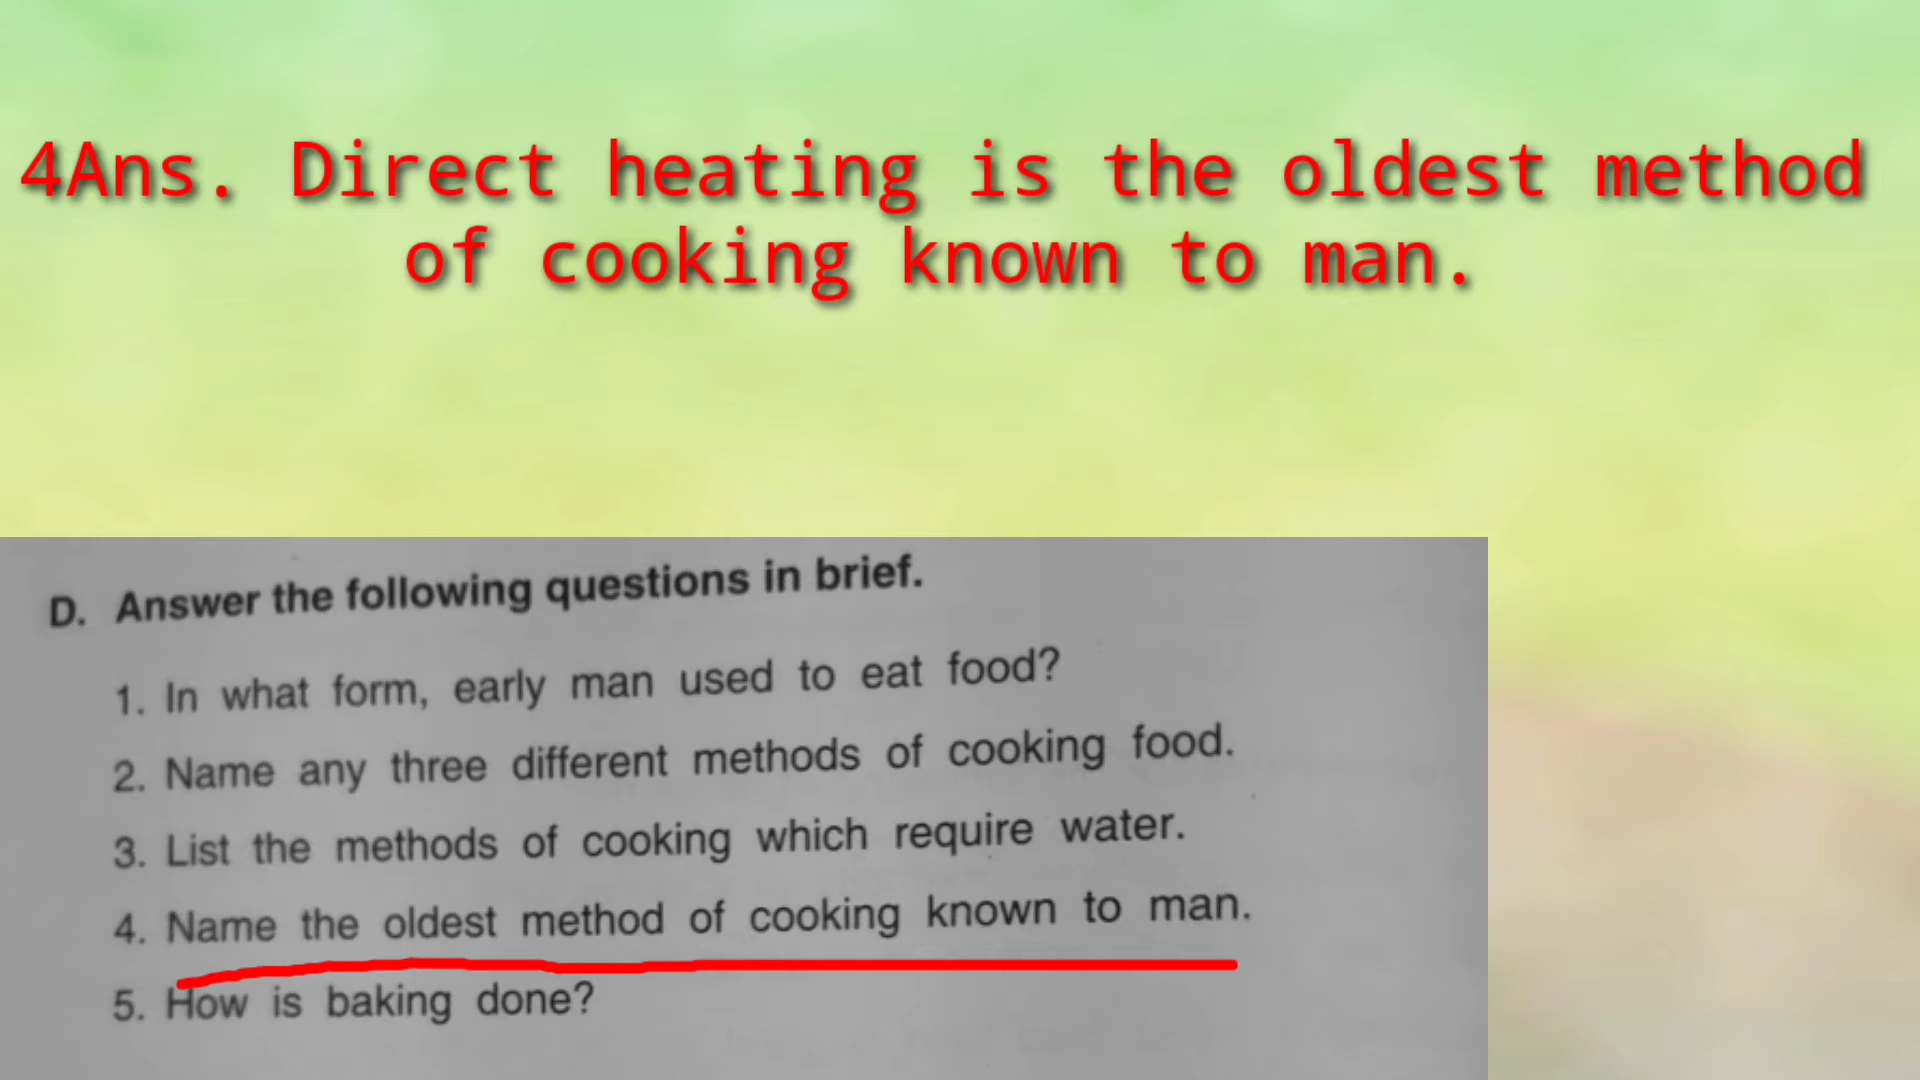 4Ans. Direct heating is the oldest method
of cooking known to man.
D. Answer the following questions in brief.
1. In what form, early man used to eat food?
2. Name any three different methods of cooking food.
3. List the methods of cooking which require water.
4. Name the oldest method of cooking known to man.
5. How is baking done?